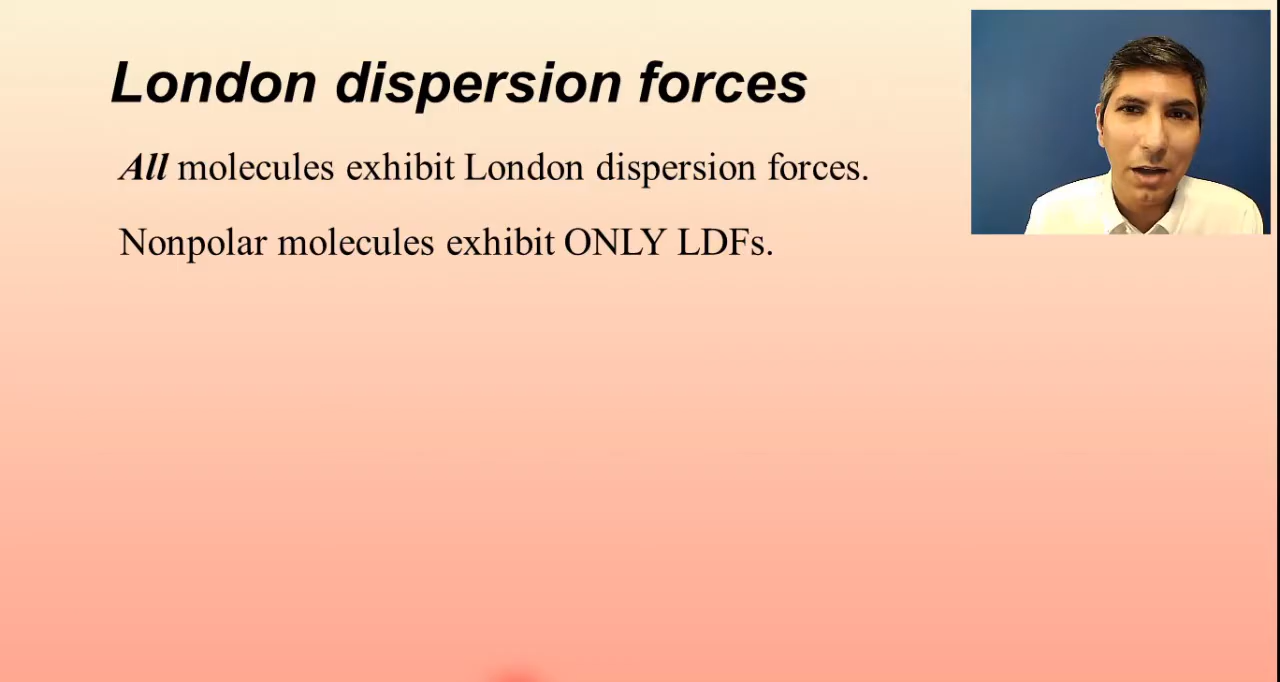 London dispersion forces
All molecules exhibit London dispersion forces.
Nonpolar molecules exhibit ONLY LDFs.